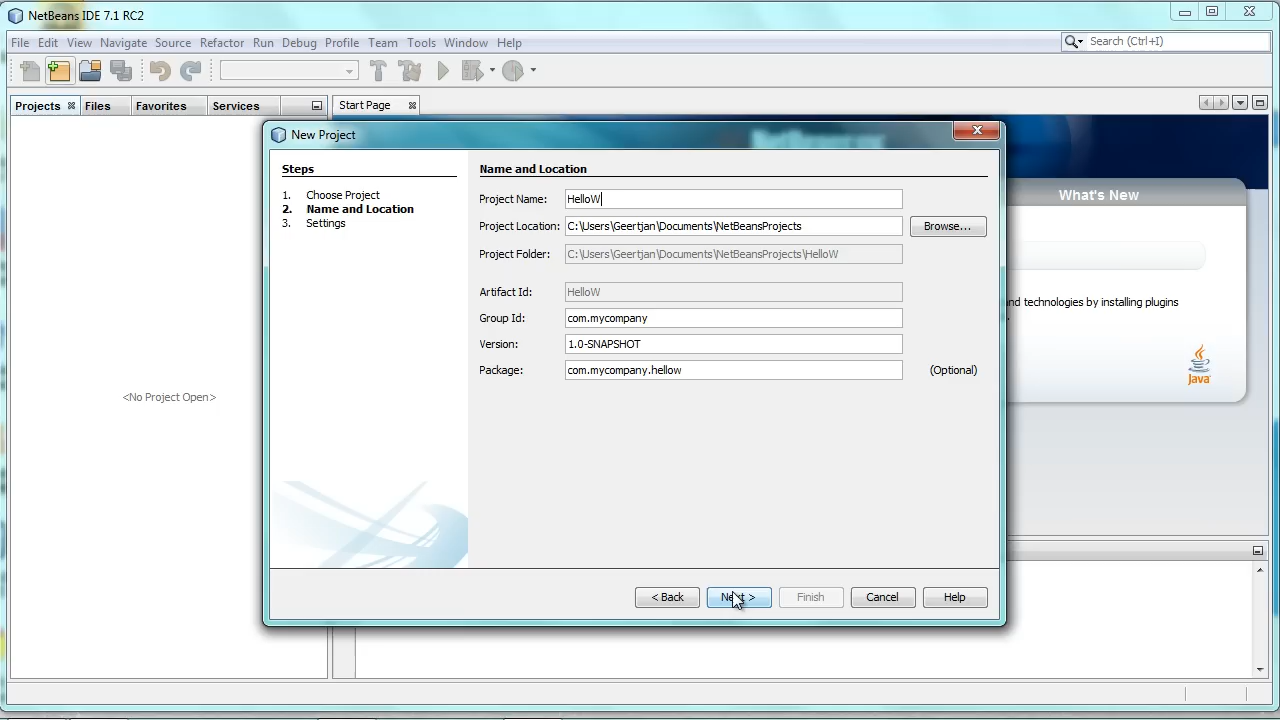 NetBeans IDE 7.1 RC2
File Edit View Navigate Source Refactor Run Debug Profile Team Tools Window Help
Search (Ctrl+I)
Projects Files Favorites Services
Start Page
New Project
What's New
Steps
1. Choose Project
2. Name and Location
3. Settings
Name and Location
Project Name: HelloW
Project Location: C:\Users\Geertjan\Documents\NetBeansProjects Browse...
Project Folder: C:\Users\Geertjan\Documents\NetBeansProjects\HelloW
Artifact Id: HelloW
Group Id: com.mycompany
Version: 1.0-SNAPSHOT
Package: com.mycompany.hellow (Optional)
and technologies by installing plugins
Java
<No Project Open>
< Back Next > Finish Cancel Help